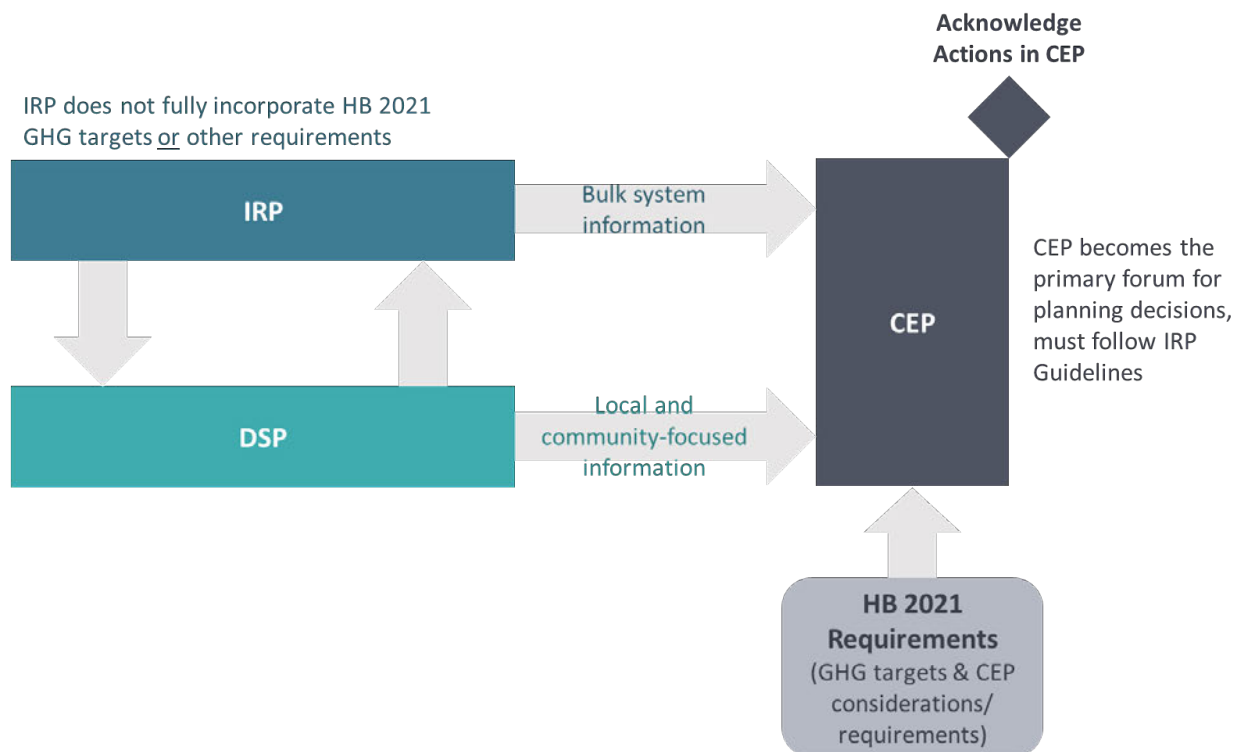 Acknowledge
Actions in CEP
IRP does not fully incorporate HB 2021
GHG targets or other requirements
IRP
Bulk system
information
CEP
CEP becomes the
primary forum for
planning decisions,
must follow IRP
Guidelines
DSP
Local and
community-focused
information
HB 2021
Requirements
(GHG targets & CEP
considerations/
requirements)